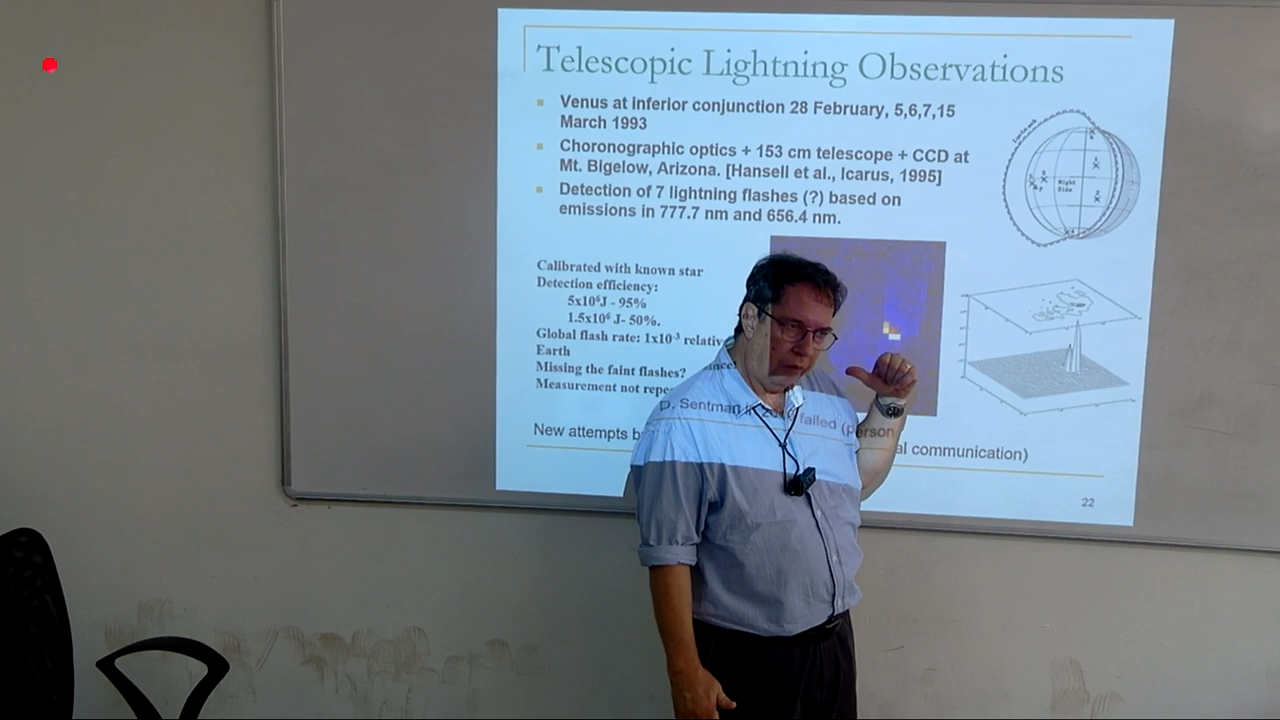 Telescopic Lightning Observations
Venus at inferior conjunction 28 February, 5,6,7,15
March 1993
Choronographic optics + 153 cm telescope + CCD at
Mt. Bigelow, Arizona. [Hansell et al., Icarus, 1995]
Detection of 7 lightning flashes (?) based on
emissions in 777.7 nm and 656.4 nm.
Calibrated with known star
Detection efficiency:
5x10⁶J - 95%
1.5x10⁶ J- 50%.
Global flash rate: 1x10⁻³ relativ
Earth
Missing the faint flashes?
Measurement not repe
New attempts b D. Sentman failed (person al communication)
Right
Side
22